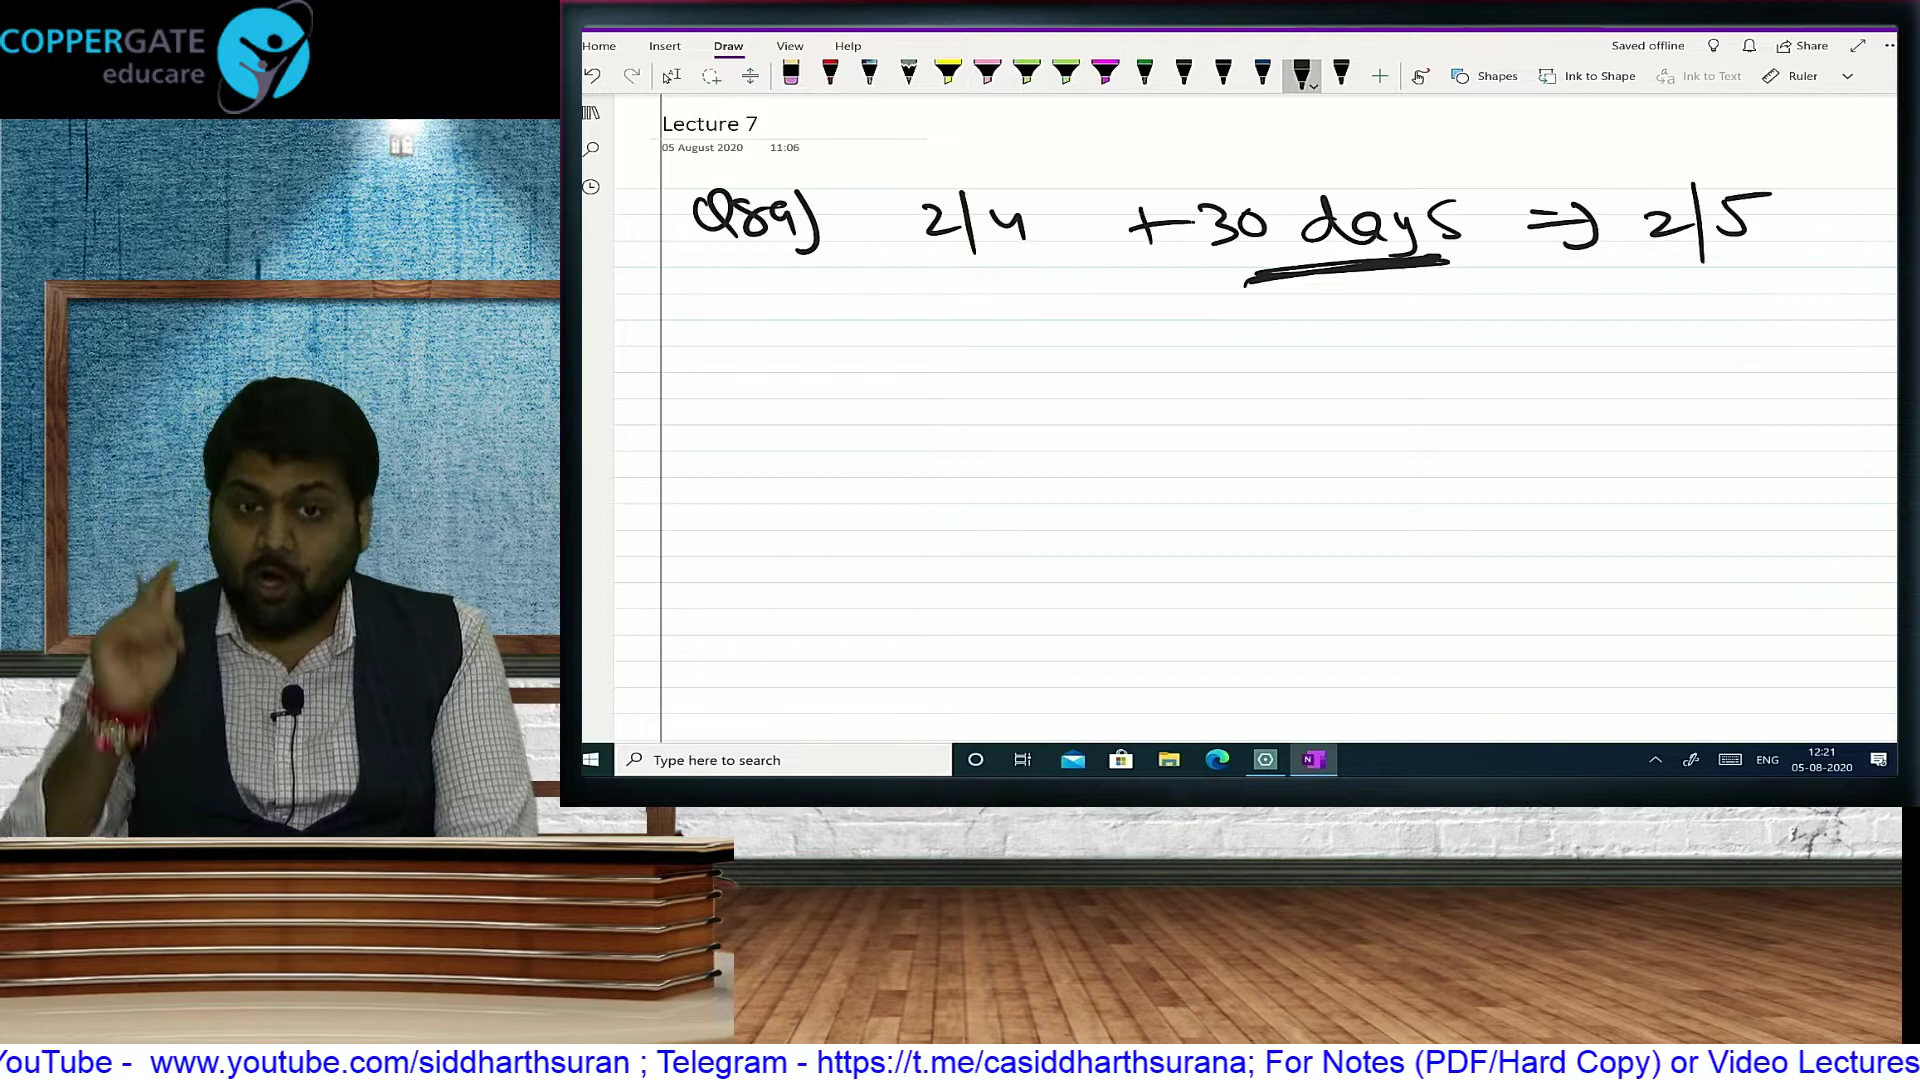 COPPERGATE
educare
Home Insert Draw View Help Saved offline Share
Shapes Ink to Shape Ink to Text Ruler
Lecture 7
05 August 2020 11:06
2/4 +30 days => 2/5
Type here to search
ENG
12:21
05-08-2020
YouTube - www.youtube.com/siddharthsuran ; Telegram - https://t.me/casiddharthsurana; For Notes (PDF/Hard Copy) or Video Lectures